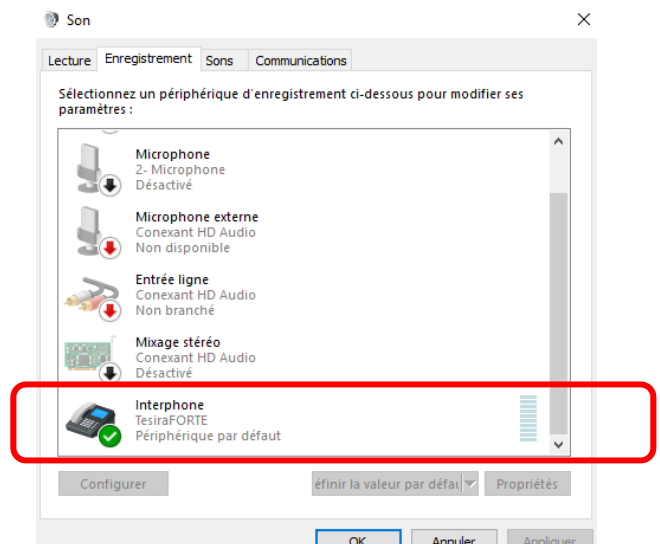 Son
Lecture Enregistrement Sons Communications
Sélectionnez un périphérique d'enregistrement ci-dessous pour modifier ses
paramètres :
Microphone
2- Microphone
Désactivé
Microphone externe
Conexant HD Audio
Non disponible
Entrée ligne
Conexant HD Audio
Non branché
Mixage stéréo
Conexant HD Audio
Désactivé
Interphone
TesiraFORTE
Périphérique par défaut
Configurer éfinir la valeur par défau Propriétés
OK Annuler Appliquer